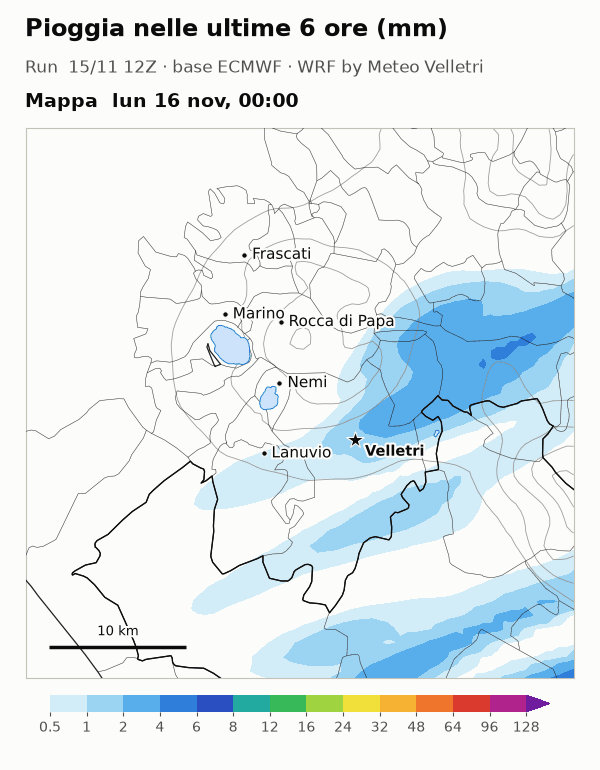 Pioggia nelle ultime 6 ore (mm)
Run  15/11 12Z · base ECMWF · WRF by Meteo Velletri
Mappa  lun 16 nov, 00:00
Frascati
Marino
Rocca di Papa
Nemi
Velletri
Lanuvio
10 km
0.5 1 2 4 6 8 12 16 24 32 48 64 96 128